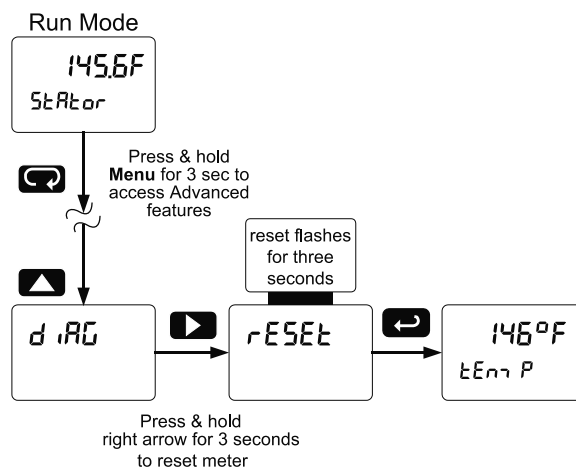 Run Mode
145.6F
StAtor
Press & hold
Menu for 3 sec to
access Advanced
features
reset flashes
for three
seconds
diAG
rESEt
146°F
tEmp P
Press & hold
right arrow for 3 seconds
to reset meter